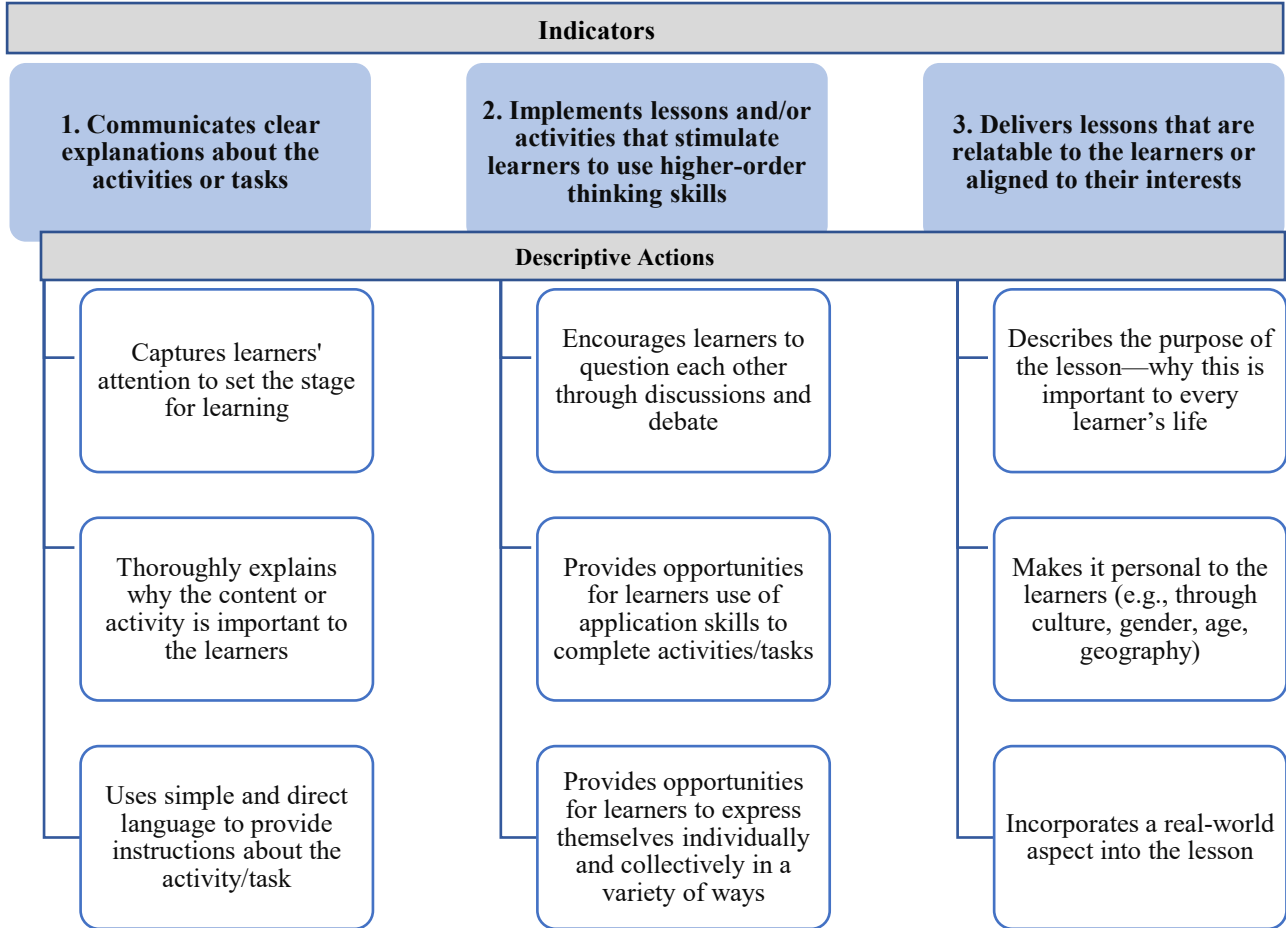 Indicators
1. Communicates clear
explanations about the
activities or tasks
2. Implements lessons and/or
activities that stimulate
learners to use higher-order
thinking skills
3. Delivers lessons that are
relatable to the learners or
aligned to their interests
Descriptive Actions
Captures learners'
attention to set the stage
for learning
Encourages learners to
question each other
through discussions and
debate
Describes the purpose of
the lesson—why this is
important to every
learner’s life
Thoroughly explains
why the content or
activity is important to
the learners
Provides opportunities
for learners use of
application skills to
complete activities/tasks
Makes it personal to the
learners (e.g., through
culture, gender, age,
geography)
Uses simple and direct
language to provide
instructions about the
activity/task
Provides opportunities
for learners to express
themselves individually
and collectively in a
variety of ways
Incorporates a real-world
aspect into the lesson